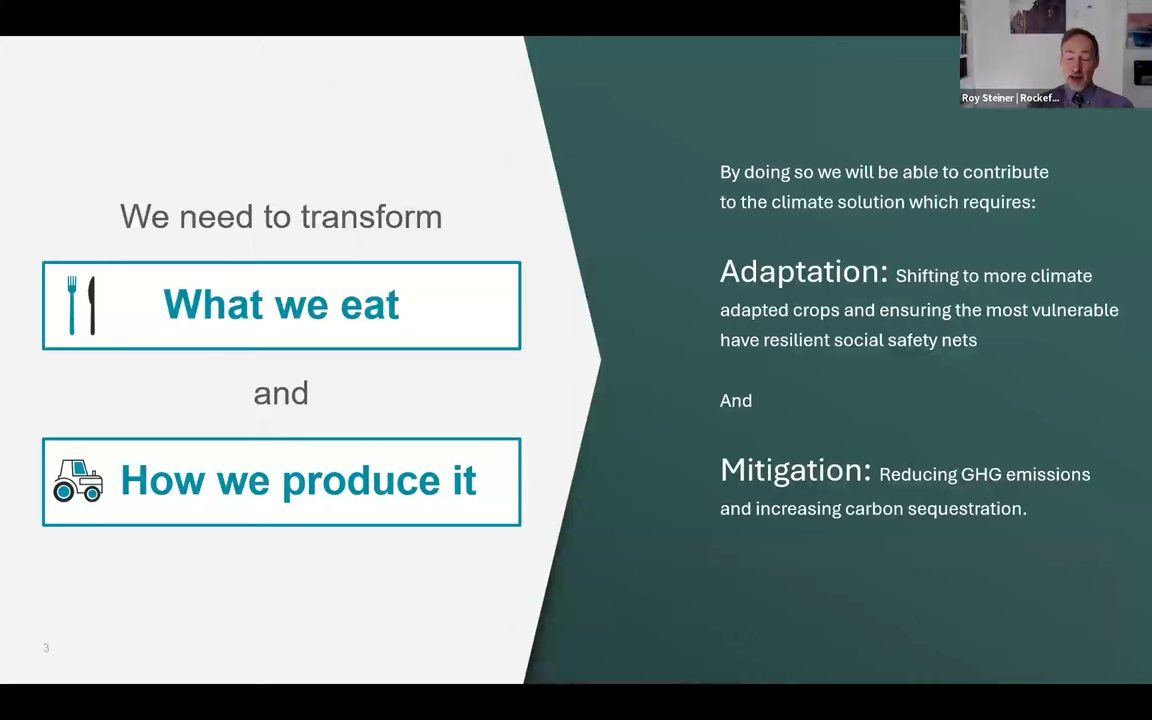 Roy Steiner | Rockef...
We need to transform
What we eat
and
How we produce it
By doing so we will be able to contribute
to the climate solution which requires:
Adaptation: Shifting to more climate
adapted crops and ensuring the most vulnerable
have resilient social safety nets
And
Mitigation: Reducing GHG emissions
and increasing carbon sequestration.
3